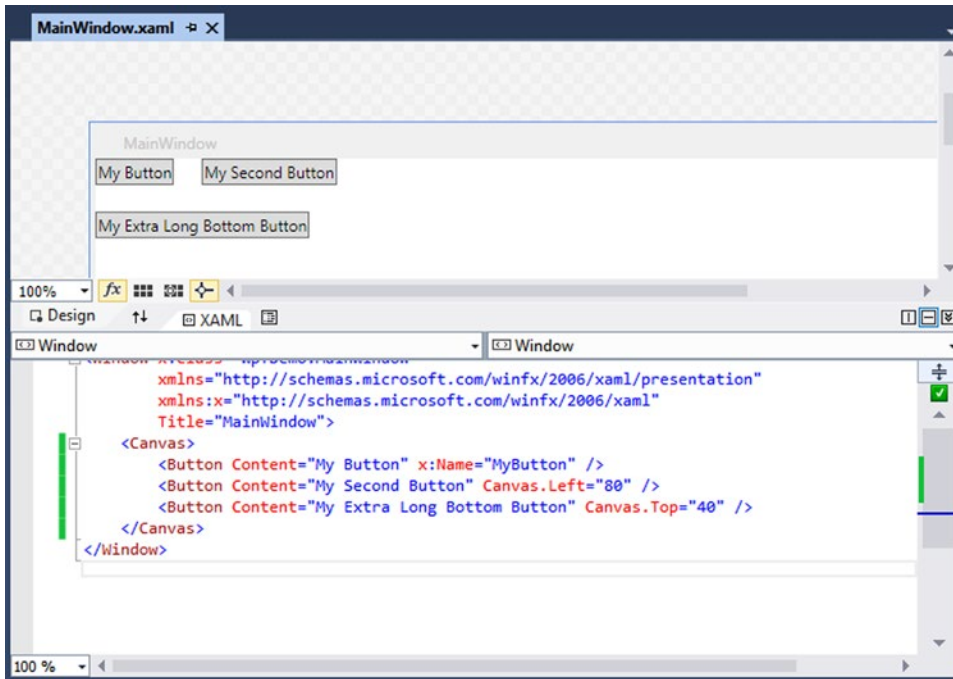 MainWindow.xaml
MainWindow
My Button My Second Button
My Extra Long Bottom Button
100% fx
Design XAML
Window Window
xmlns="http://schemas.microsoft.com/winfx/2006/xaml/presentation"
xmlns:x="http://schemas.microsoft.com/winfx/2006/xaml"
Title="MainWindow">
<Canvas>
<Button Content="My Button" x:Name="MyButton" />
<Button Content="My Second Button" Canvas.Left="80" />
<Button Content="My Extra Long Bottom Button" Canvas.Top="40" />
</Canvas>
</Window>
100 %